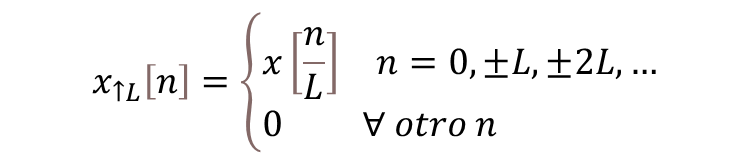 x↑L[n] = { x [n/L] n = 0, ±L, ±2L, …
0 ∀ otro n